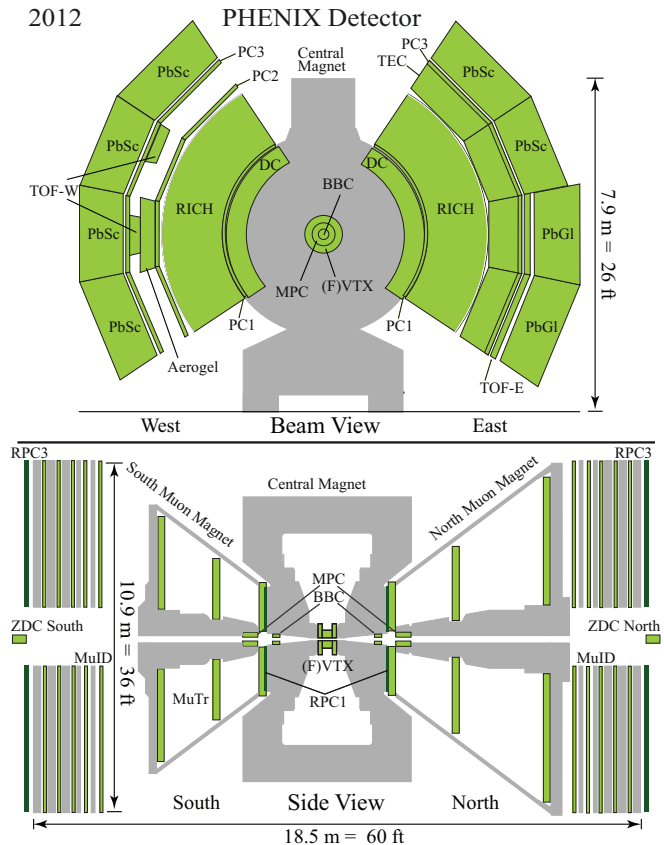 2012
PHENIX Detector
Central
Magnet
PC3
PC2
PbSc
PC3
TEC
PbSc
PbSc
DC
DC
PbSc
TOF-W
BBC
RICH
RICH
PbSc
PbGl
MPC
(F)VTX
PbSc
PC1
PC1
PbGl
Aerogel
TOF-E
7.9 m = 26 ft
West
Beam View
East
RPC3
South Muon Magnet
Central Magnet
North Muon Magnet
RPC3
MPC
BBC
10.9 m = 36 ft
ZDC South
ZDC North
MuID
(F)VTX
MuID
MuTr
RPC1
South
Side View
North
18.5 m = 60 ft